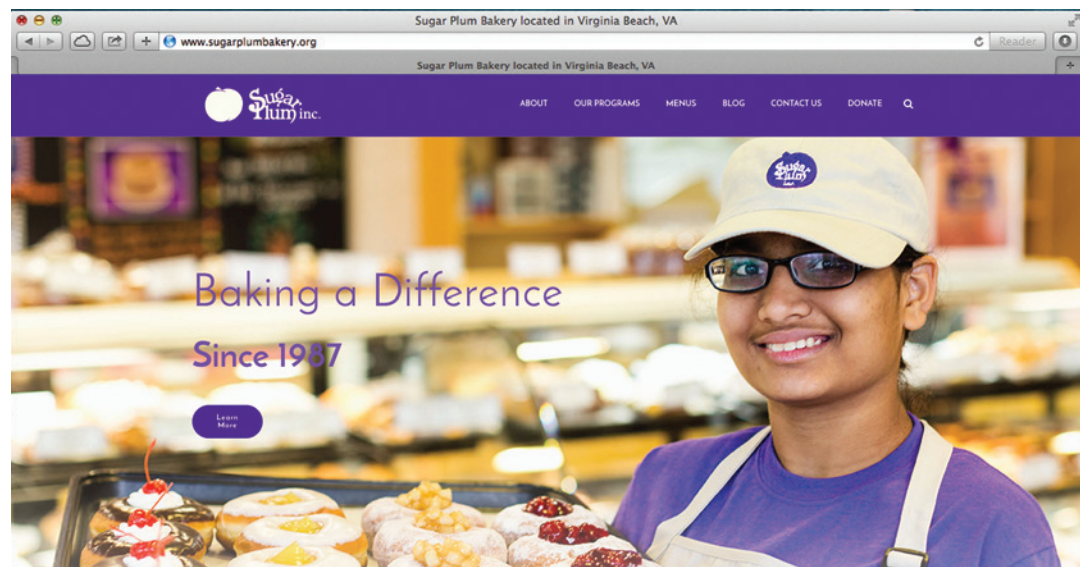 Sugar Plum Bakery located in Virginia Beach, VA
www.sugarplumbakery.org
Reader
Sugar Plum Bakery located in Virginia Beach, VA
Sugar
Plum inc.
ABOUT OUR PROGRAMS MENUS BLOG CONTACT US DONATE
Sugar
Plum
Baking a Difference
Since 1987
Learn
More